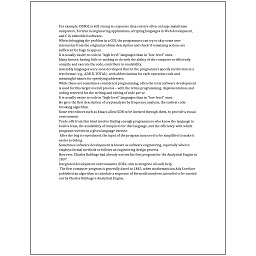 For example, COBOL is still strong in corporate data centers often on large mainframe
computers, Fortran in engineering applications, scripting languages in Web development,
and C in embedded software.
When debugging the problem in a GUI, the programmer can try to skip some user
interaction from the original problem description and check if remaining actions are
sufficient for bugs to appear.
It is usually easier to code in "high-level" languages than in "low-level" ones.
Many factors, having little or nothing to do with the ability of the computer to efficiently
compile and execute the code, contribute to readability.
Assembly languages were soon developed that let the programmer specify instruction in a
text format (e.g., ADD X, TOTAL), with abbreviations for each operation code and
meaningful names for specifying addresses.
While these are sometimes considered programming, often the term software development
is used for this larger overall process – with the terms programming, implementation, and
coding reserved for the writing and editing of code per se.
It is usually easier to code in "high-level" languages than in "low-level" ones.
He gave the first description of cryptanalysis by frequency analysis, the earliest code-
breaking algorithm.
Some text editors such as Emacs allow GDB to be invoked through them, to provide a visual
environment.
Trade-offs from this ideal involve finding enough programmers who know the language to
build a team, the availability of compilers for that language, and the efficiency with which
programs written in a given language execute.
After the bug is reproduced, the input of the program may need to be simplified to make it
easier to debug.
Sometimes software development is known as software engineering, especially when it
employs formal methods or follows an engineering design process.
However, Charles Babbage had already written his first program for the Analytical Engine in
1837.
Integrated development environments (IDEs) aim to integrate all such help.
The first computer program is generally dated to 1843, when mathematician Ada Lovelace
published an algorithm to calculate a sequence of Bernoulli numbers, intended to be carried
out by Charles Babbage's Analytical Engine.